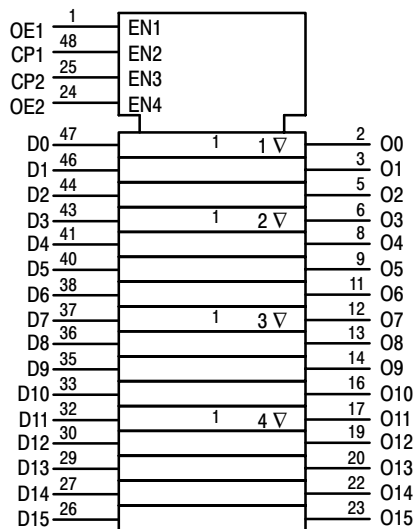 OE1 1 EN1
CP1 48 EN2
CP2 25 EN3
OE2 24 EN4
D0 47 1 1 ∇ 2 O0
D1 46 3 O1
D2 44 5 O2
D3 43 1 2 ∇ 6 O3
D4 41 8 O4
D5 40 9 O5
D6 38 11 O6
D7 37 1 3 ∇ 12 O7
D8 36 13 O8
D9 35 14 O9
D10 33 16 O10
D11 32 1 4 ∇ 17 O11
D12 30 19 O12
D13 29 20 O13
D14 27 22 O14
D15 26 23 O15